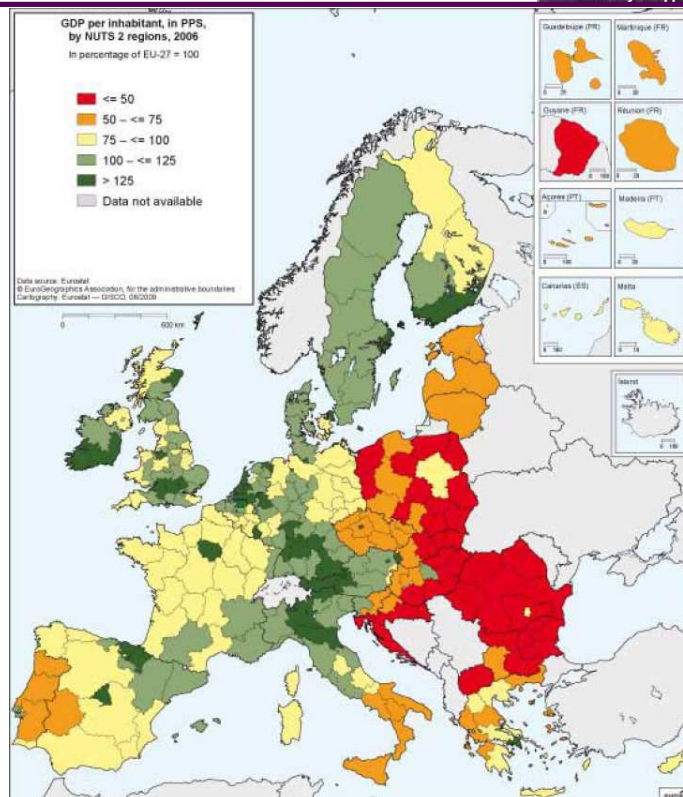 GDP per inhabitant, in PPS,
by NUTS 2 regions, 2006
In percentage of EU-27 = 100
<= 50
50 – <= 75
75 – <= 100
100 – <= 125
> 125
Data not available
Data source: Eurostat
© EuroGeographics Association, for the administrative boundaries
Cartography: Eurostat — GISCO, 06/2009
0 600 km
Guadeloupe (FR)
Martinique (FR)
Guyane (FR)
Réunion (FR)
Açores (PT)
Madeira (PT)
Canarias (ES)
Malta
Ísland